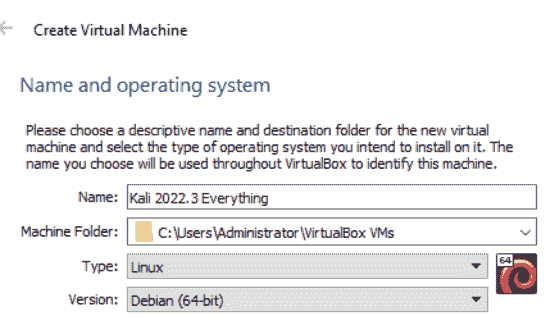 Create Virtual Machine
Name and operating system
Please choose a descriptive name and destination folder for the new virtual
machine and select the type of operating system you intend to install on it. The
name you choose will be used throughout VirtualBox to identify this machine.
Name: Kali 2022.3 Everything
Machine Folder: C:\Users\Administrator\VirtualBox VMs
Type: Linux
64
Version: Debian (64-bit)